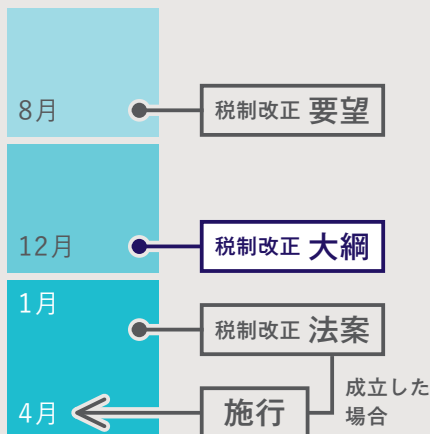 8月
税制改正 要望
12月
税制改正 大綱
1月
税制改正 法案
成立した
場合
4月
施行